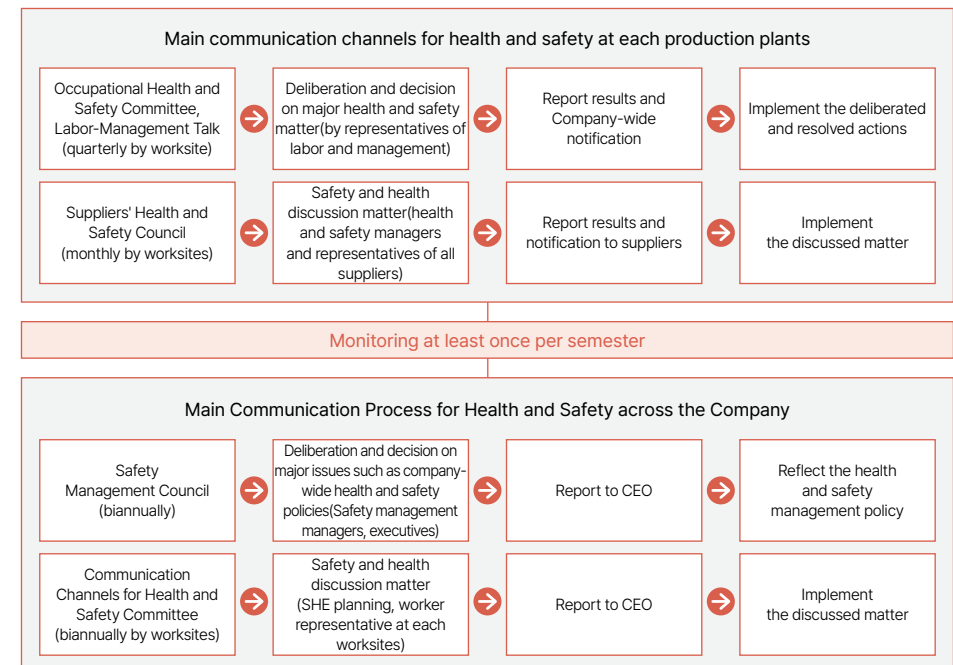 Main communication channels for health and safety at each production plants
Occupational Health and
Safety Committee,
Labor-Management Talk
(quarterly by worksite)
Deliberation and decision
on major health and safety
matter(by representatives of
labor and management)
Report results and
Company-wide
notification
Implement the deliberated
and resolved actions
Suppliers' Health and
Safety Council
(monthly by worksites)
Safety and health
discussion matter(health
and safety managers
and representatives of all
suppliers)
Report results and
notification to suppliers
Implement
the discussed matter
Monitoring at least once per semester
Main Communication Process for Health and Safety across the Company
Safety
Management Council
(biannually)
Deliberation and decision on
major issues such as company-
wide health and safety
policies(Safety management
managers, executives)
Report to CEO
Reflect the health
and safety
management policy
Communication
Channels for Health and
Safety Committee
(biannually by worksites)
Safety and health
discussion matter
(SHE planning, worker
representative at each
worksites)
Report to CEO
Implement
the discussed matter